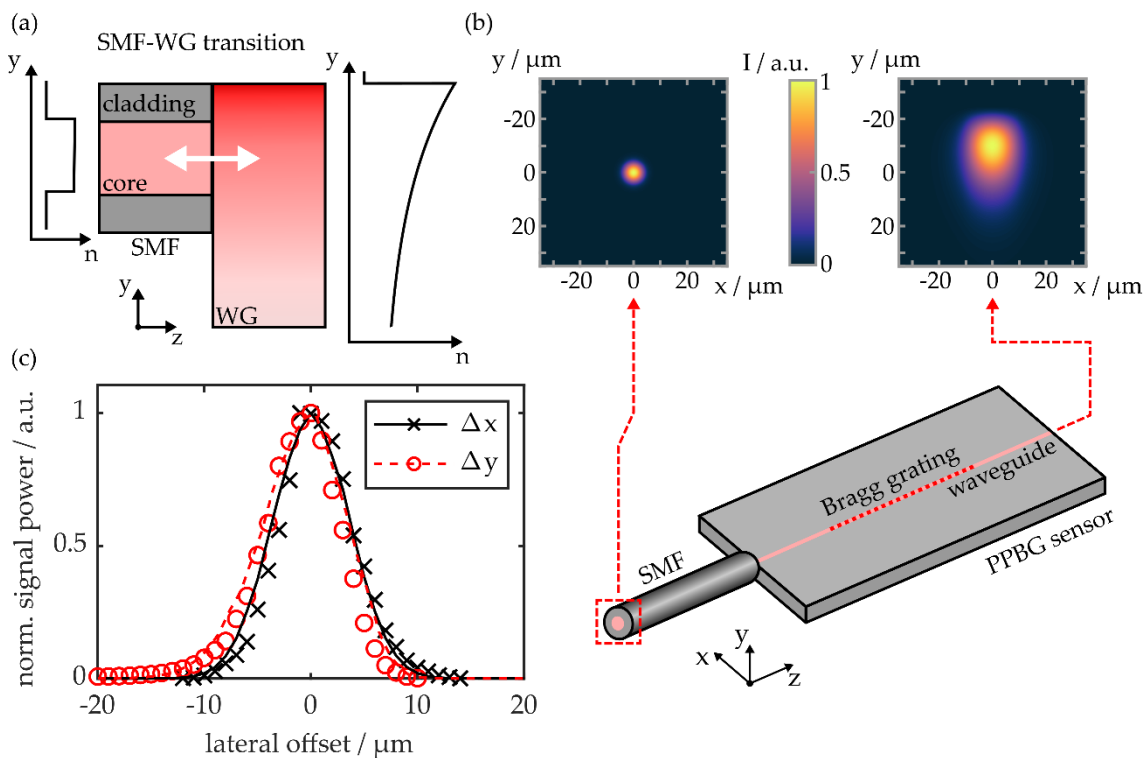 (a)
SMF-WG transition
y
n
cladding
core
SMF
WG
y
z
y
n
(b)
y / µm
-20
0
20
-20
0
20
x / µm
I / a.u.
1
0.5
0
y / µm
-20
0
20
-20
0
20
x / µm
Bragg grating
waveguide
PPBG sensor
SMF
y
x
z
(c)
norm. signal power / a.u.
1
0.5
0
-20
-10
0
10
20
lateral offset / µm
Δx
Δy